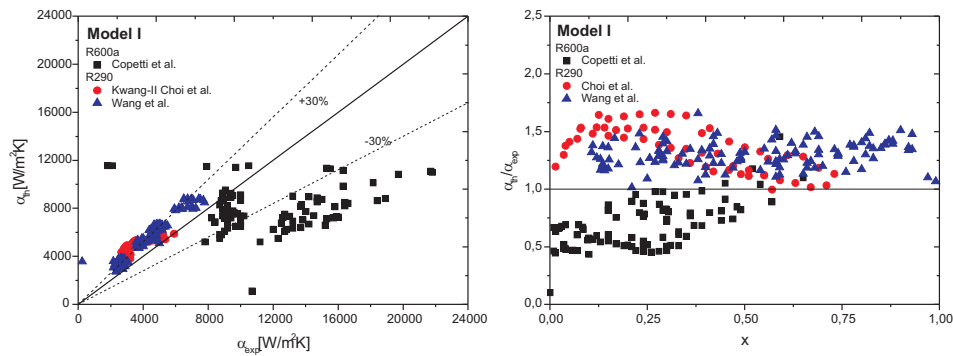 Model I
R600a
Copetti et al.
R290
Kwang-II Choi et al.
Wang et al.
+30%
-30%
24000
20000
16000
12000
8000
4000
0
0 4000 8000 12000 16000 20000 24000
α_th[W/m²K]
α_exp[W/m²K]
Model I
R600a
Copetti et al.
R290
Choi et al.
Wang et al.
2,5
2,0
1,5
1,0
0,5
0,0
0,00 0,25 0,50 0,75 1,00
α_th/α_exp
x